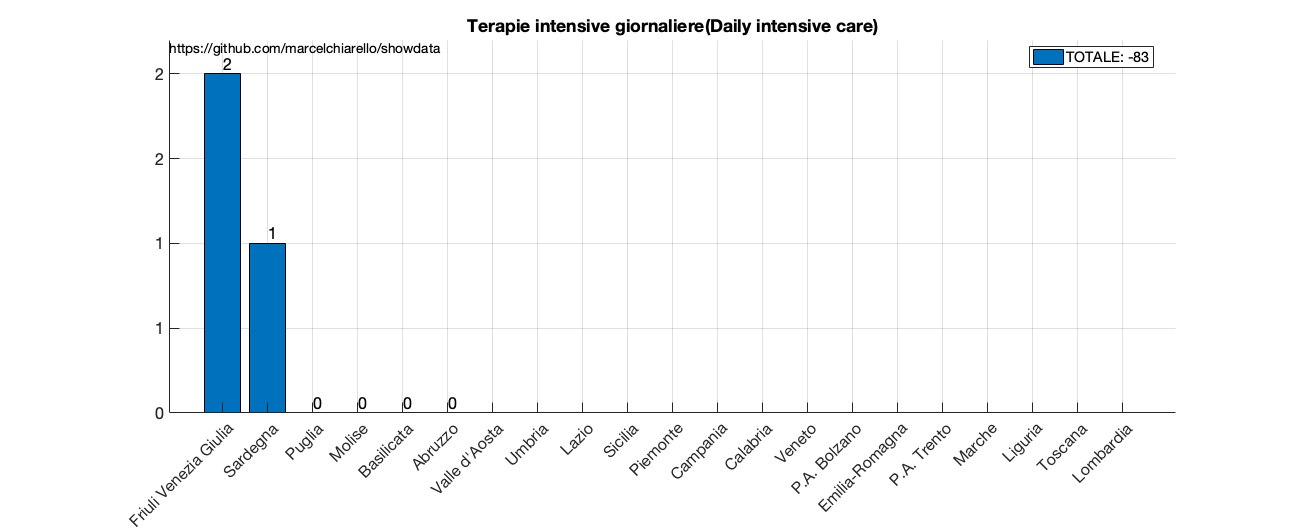 Terapie intensive giornaliere(Daily intensive care)
https://github.com/marcelchiarello/showdata
TOTALE: -83
2
2
1
1
0
2
1
0
0
0
0
Friuli Venezia Giulia
Sardegna
Puglia
Molise
Basilicata
Abruzzo
Valle d'Aosta
Umbria
Lazio
Sicilia
Piemonte
Campania
Calabria
Veneto
P.A. Bolzano
Emilia-Romagna
P.A. Trento
Marche
Liguria
Toscana
Lombardia